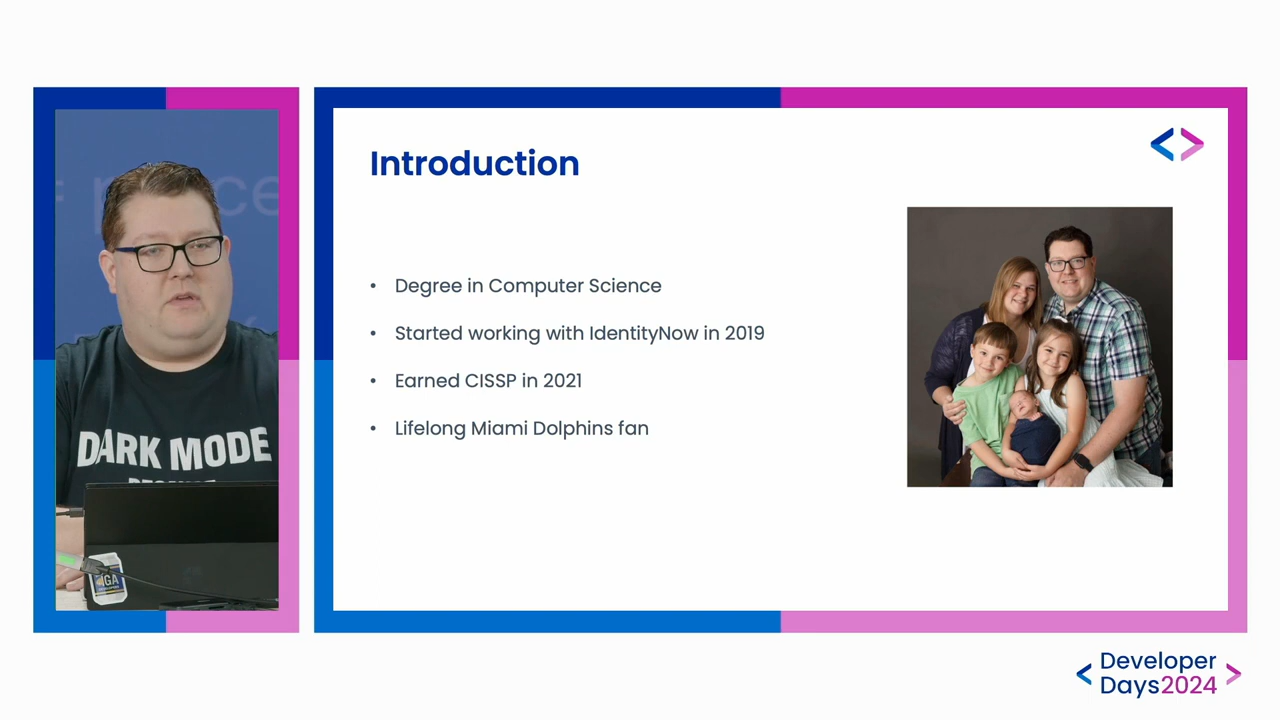 Introduction
• Degree in Computer Science
• Started working with IdentityNow in 2019
• Earned CISSP in 2021
• Lifelong Miami Dolphins fan
DARK MODE
IGA
Developer
Days2024